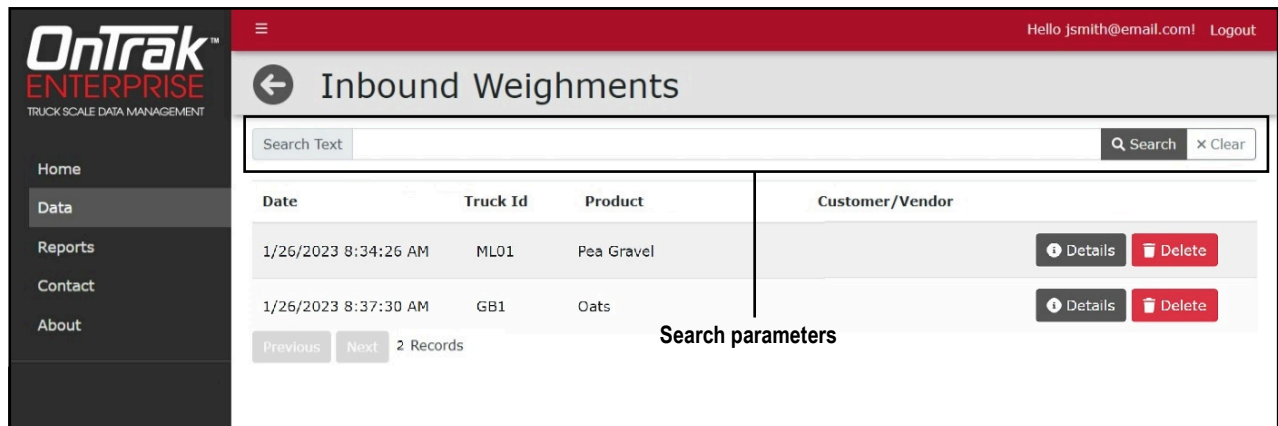 OnTrak™
ENTERPRISE
TRUCK SCALE DATA MANAGEMENT
Home
Data
Reports
Contact
About
Hello jsmith@email.com! Logout
Inbound Weighments
Search Text Search × Clear
Date Truck Id Product Customer/Vendor
1/26/2023 8:34:26 AM ML01 Pea Gravel Details Delete
1/26/2023 8:37:30 AM GB1 Oats Details Delete
Previous Next 2 Records
Search parameters